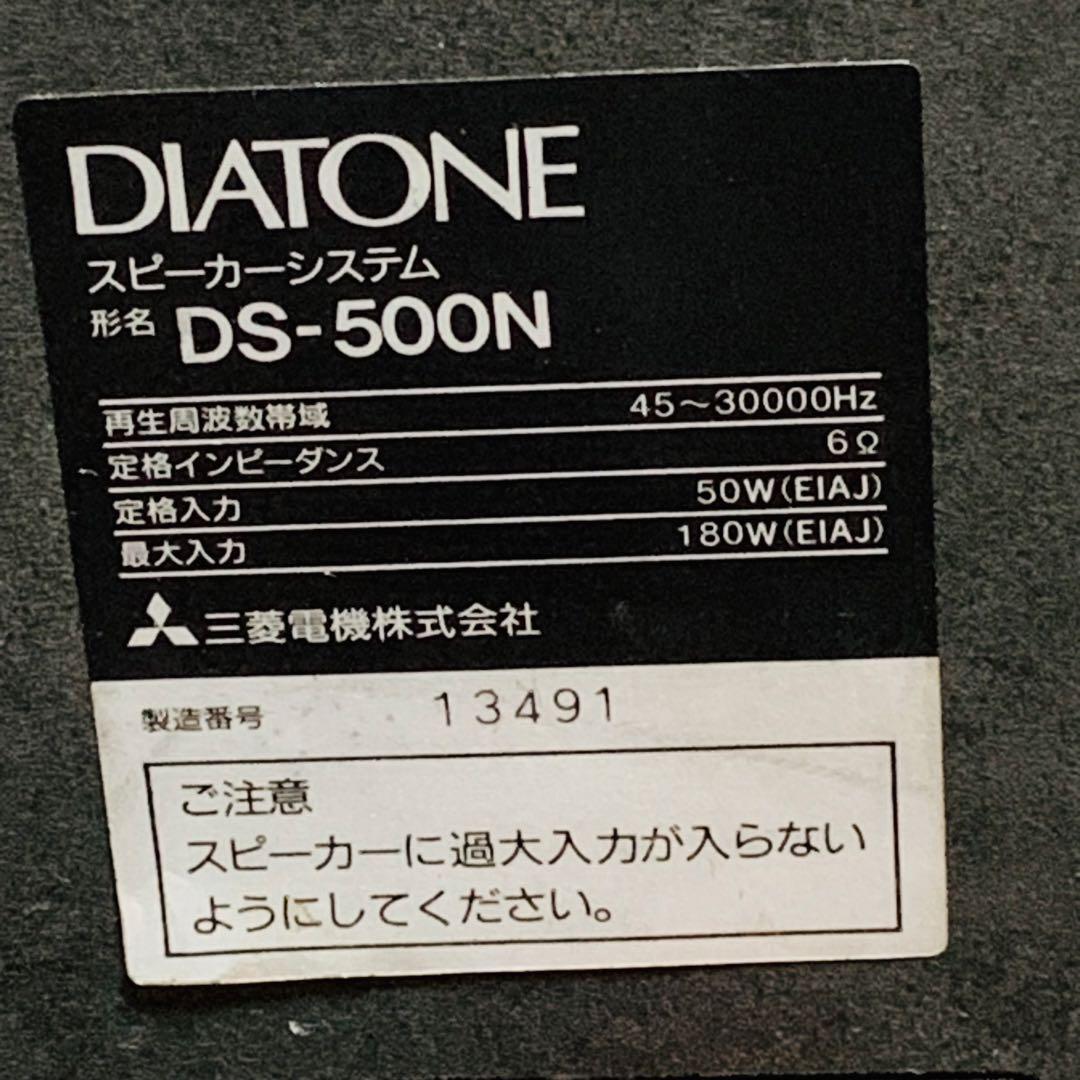 DIATONE
スピーカーシステム
形名 DS-500N
再生周波数帯域 45～30000Hz
定格インピーダンス 6Ω
定格入力 50W(EIAJ)
最大入力 180W(EIAJ)
三菱電機株式会社
製造番号 13491
ご注意
スピーカーに過大入力が入らない
ようにしてください。